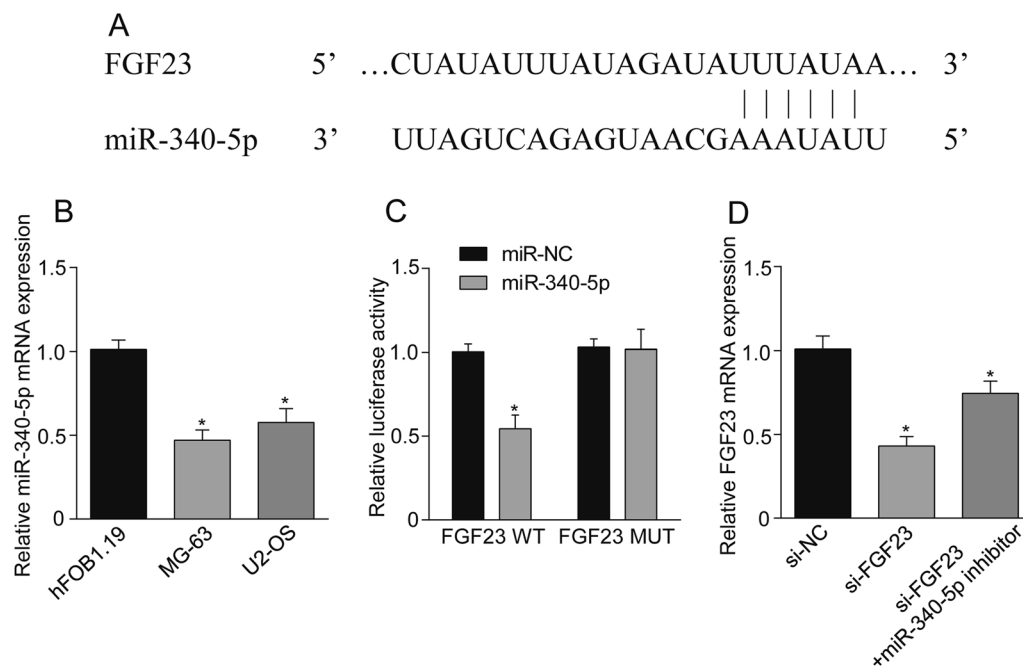 A
FGF23 5’ …CUAUAUUUAUAGAUAUUUAUAA… 3’
miR-340-5p 3’ UUAGUCAGAGUAACGAAAUAUU 5’
B
Relative miR-340-5p mRNA expression
1.5
1.0
0.5
0
*
*
hFOB1.19
MG-63
U2-OS
C
miR-NC
miR-340-5p
Relative luciferase activity
1.5
1.0
0.5
0
*
FGF23 WT
FGF23 MUT
D
Relative FGF23 mRNA expression
1.5
1.0
0.5
0
*
*
si-NC
si-FGF23
si-FGF23
+miR-340-5p inhibitor